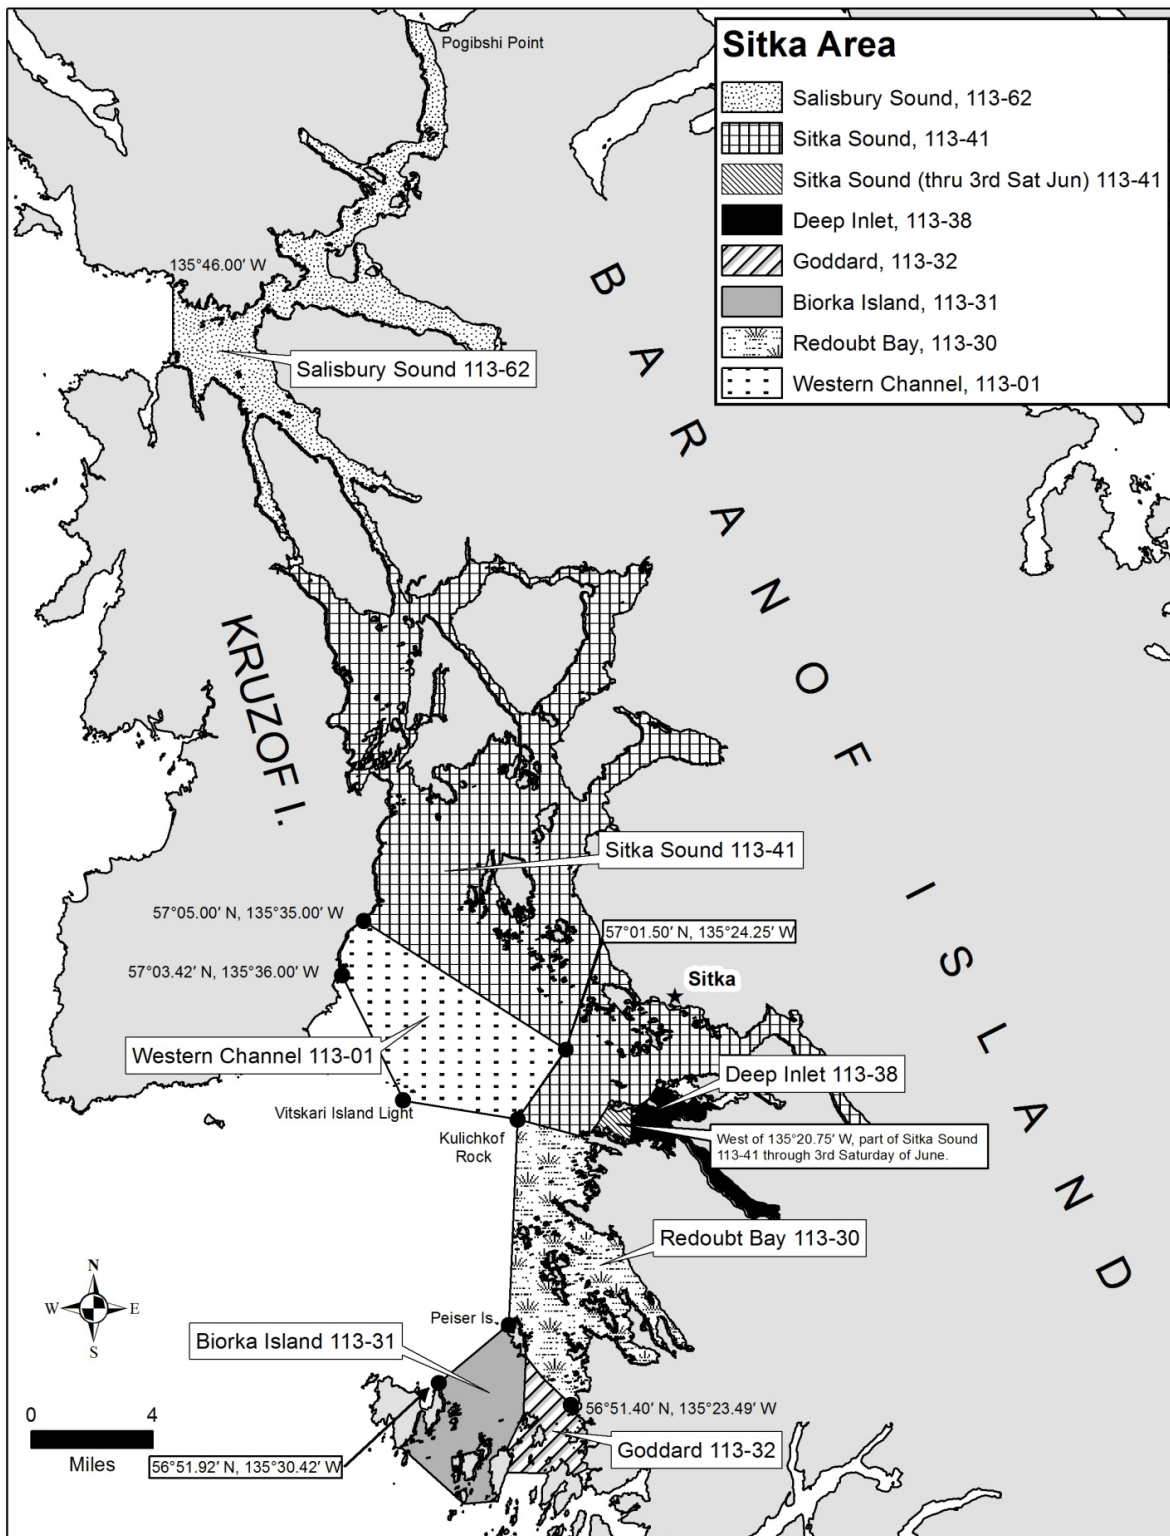 Pogibshi Point
Sitka Area
Salisbury Sound, 113-62
Sitka Sound, 113-41
Sitka Sound (thru 3rd Sat Jun) 113-41
Deep Inlet, 113-38
Goddard, 113-32
Biorka Island, 113-31
Redoubt Bay, 113-30
Western Channel, 113-01
135°46.00′ W
Salisbury Sound 113-62
BARANOF ISLAND
KRUZOF I.
Sitka Sound 113-41
57°05.00′ N, 135°35.00′ W
57°01.50′ N, 135°24.25′ W
57°03.42′ N, 135°36.00′ W
Sitka
Western Channel 113-01
Deep Inlet 113-38
Vitskari Island Light
Kulichkof
Rock
West of 135°20.75′ W, part of Sitka Sound
113-41 through 3rd Saturday of June.
Redoubt Bay 113-30
N
W E
S
Peiser Is.
Biorka Island 113-31
56°51.40′ N, 135°23.49′ W
0 4
Miles
Goddard 113-32
56°51.92′ N, 135°30.42′ W